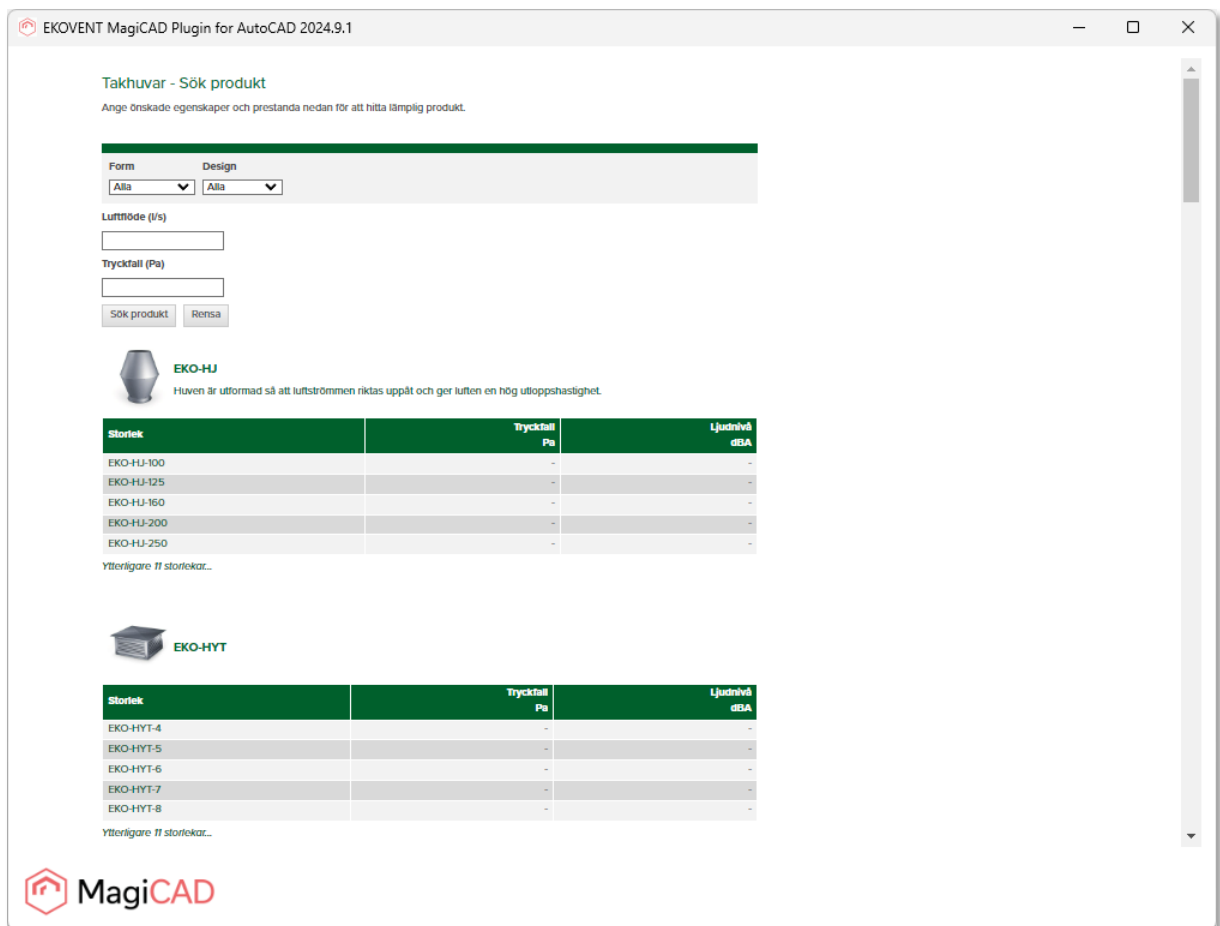 EKOVENT MagiCAD Plugin for AutoCAD 2024.9.1
Takhuvar - Sök produkt
Ange önskade egenskaper och prestanda nedan för att hitta lämplig produkt.
Form Design
Alla Alla
Luftflöde (l/s)
Tryckfall (Pa)
Sök produkt Rensa
EKO-HJ
Huven är utformad så att luftströmmen riktas uppåt och ger luften en hög utloppshastighet.
Storlek Tryckfall Pa Ljudnivå dBA
EKO-HJ-100 - -
EKO-HJ-125 - -
EKO-HJ-160 - -
EKO-HJ-200 - -
EKO-HJ-250 - -
Ytterligare 11 storlekar...
EKO-HYT
Storlek Tryckfall Pa Ljudnivå dBA
EKO-HYT-4 - -
EKO-HYT-5 - -
EKO-HYT-6 - -
EKO-HYT-7 - -
EKO-HYT-8 - -
Ytterligare 11 storlekar...
MagiCAD